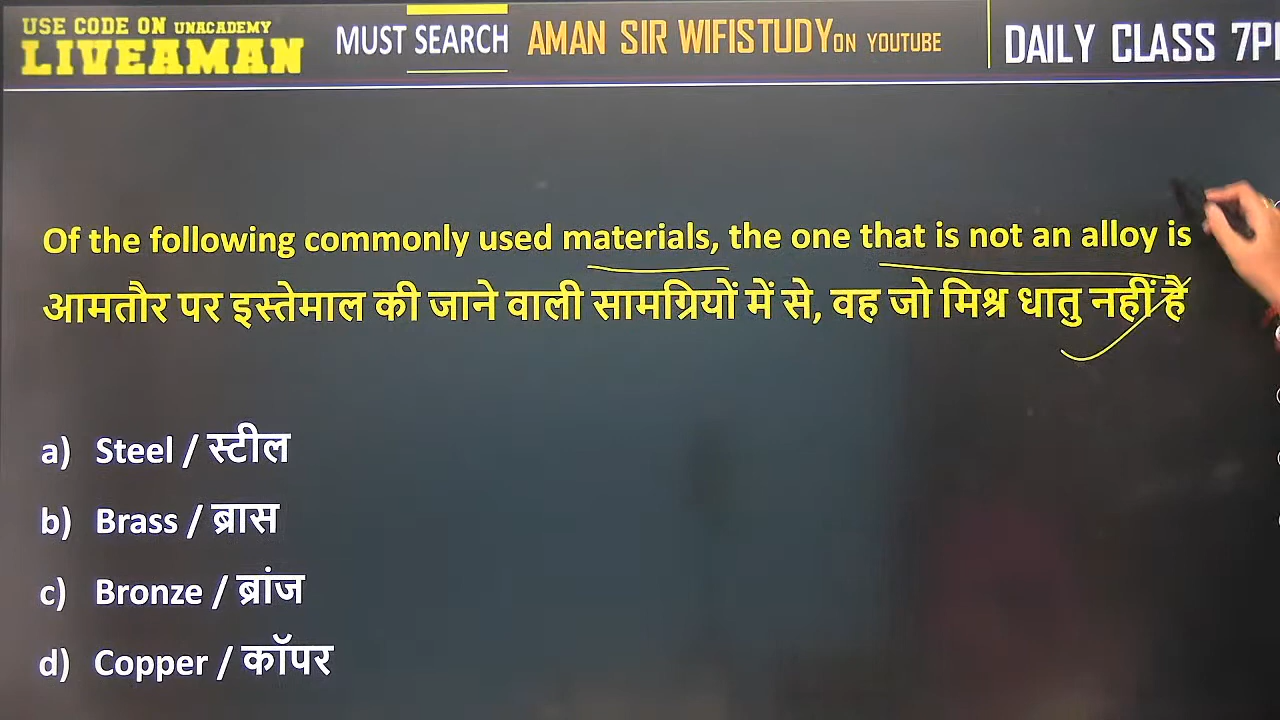 USE CODE ON UNACADEMY
LIVEAMAN
MUST SEARCH AMAN SIR WIFISTUDY ON YOUTUBE
DAILY CLASS 7P
Of the following commonly used materials, the one that is not an alloy is
आमतौर पर इस्तेमाल की जाने वाली सामग्रियों में से, वह जो मिश्र धातु नहीं है
a) Steel / स्टील
b) Brass / ब्रास
c) Bronze / ब्रांज
d) Copper / कॉपर